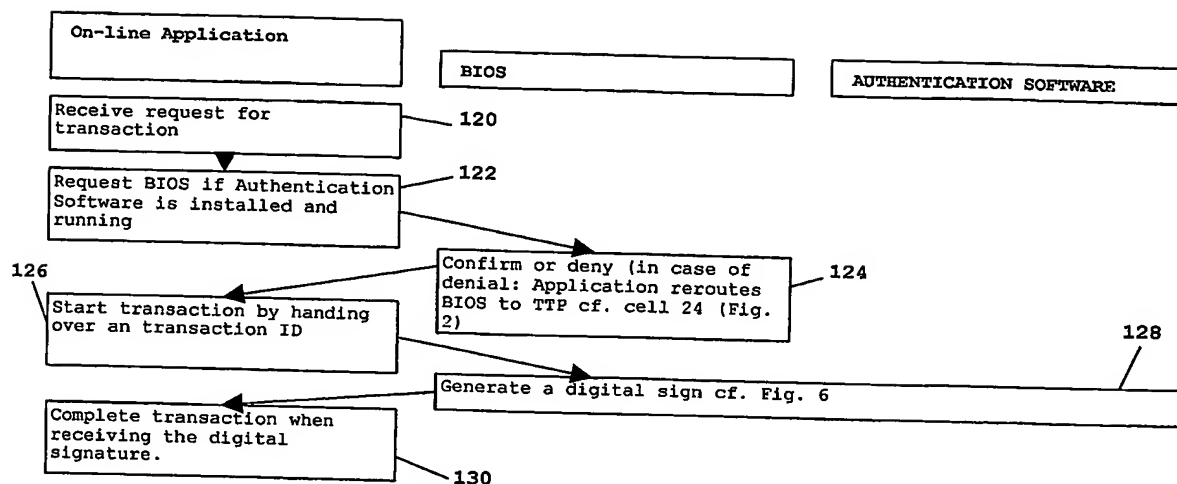 On-line Application
BIOS
AUTHENTICATION SOFTWARE
Receive request for
transaction
120
Request BIOS if Authentication
Software is installed and
running
122
Confirm or deny (in case of
denial: Application reroutes
BIOS to TTP cf. cell 24 (Fig.
2)
124
126
Start transaction by handing
over an transaction ID
128
Generate a digital sign cf. Fig. 6
Complete transaction when
receiving the digital
signature.
130